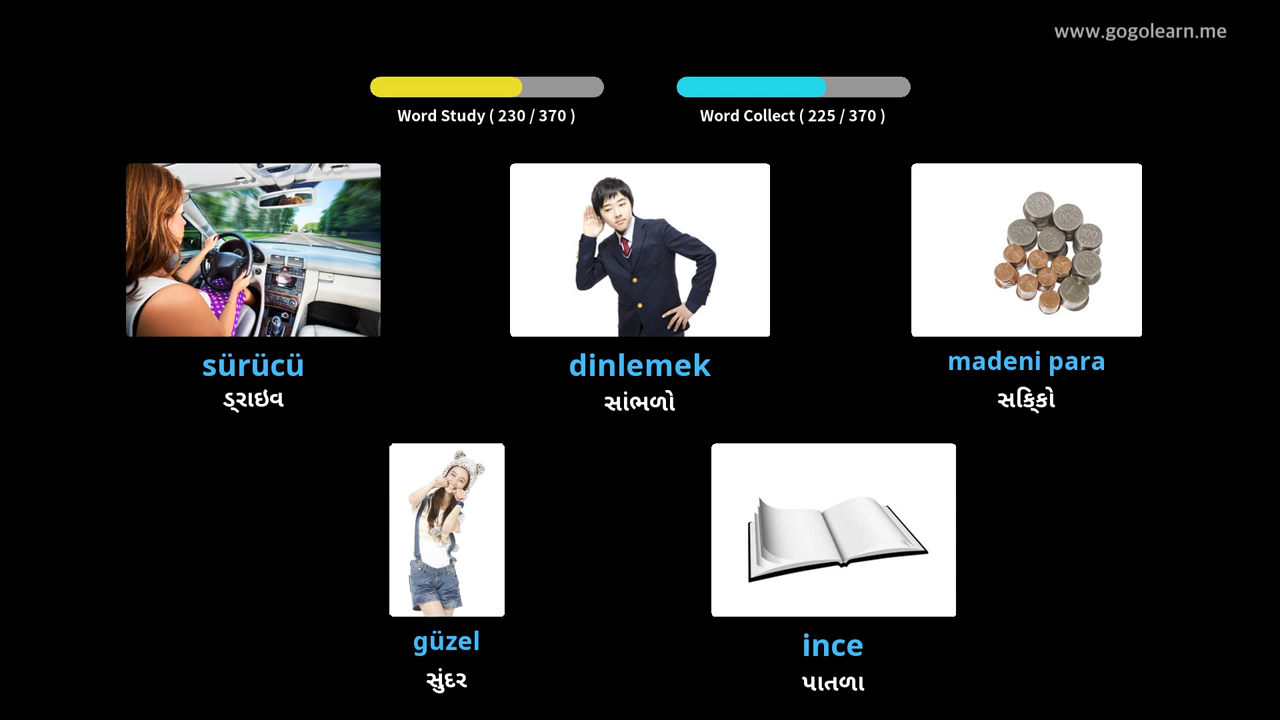 www.gogolearn.me
Word Study ( 230 / 370 )
Word Collect ( 225 / 370 )
sürücü
ડ્રાઇવ
dinlemek
સાંભળો
madeni para
સિક્કો
güzel
સુંદર
ince
પાતળા